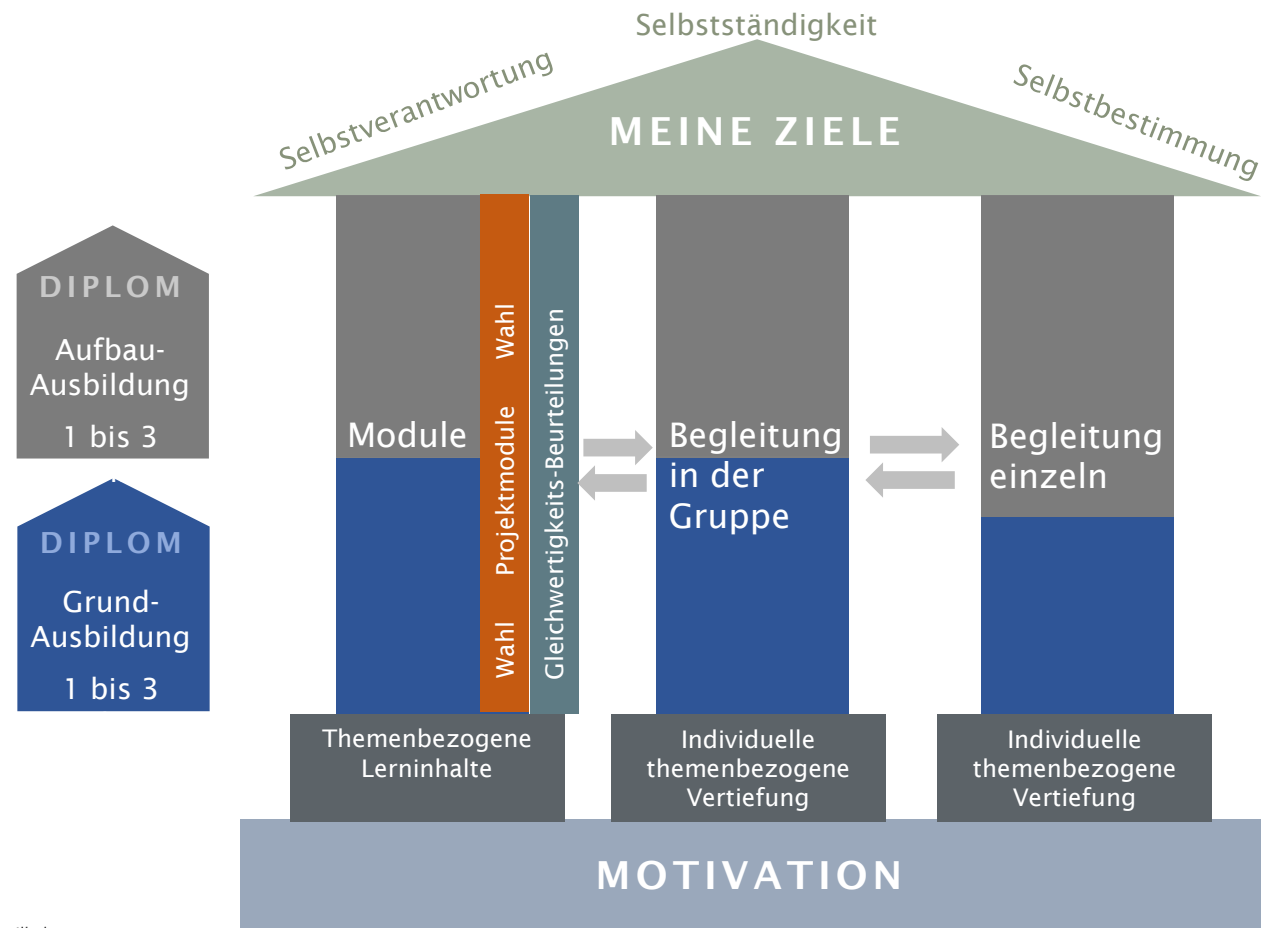 Selbstständigkeit
Selbstverantwortung
Selbstbestimmung
MEINE ZIELE
DIPLOM
Aufbau-
Ausbildung
1 bis 3
DIPLOM
Grund-
Ausbildung
1 bis 3
Module
Wahl Projektmodule Wahl
Gleichwertigkeits-Beurteilungen
Begleitung
in der
Gruppe
Begleitung
einzeln
Themenbezogene
Lerninhalte
Individuelle
themenbezogene
Vertiefung
Individuelle
themenbezogene
Vertiefung
MOTIVATION